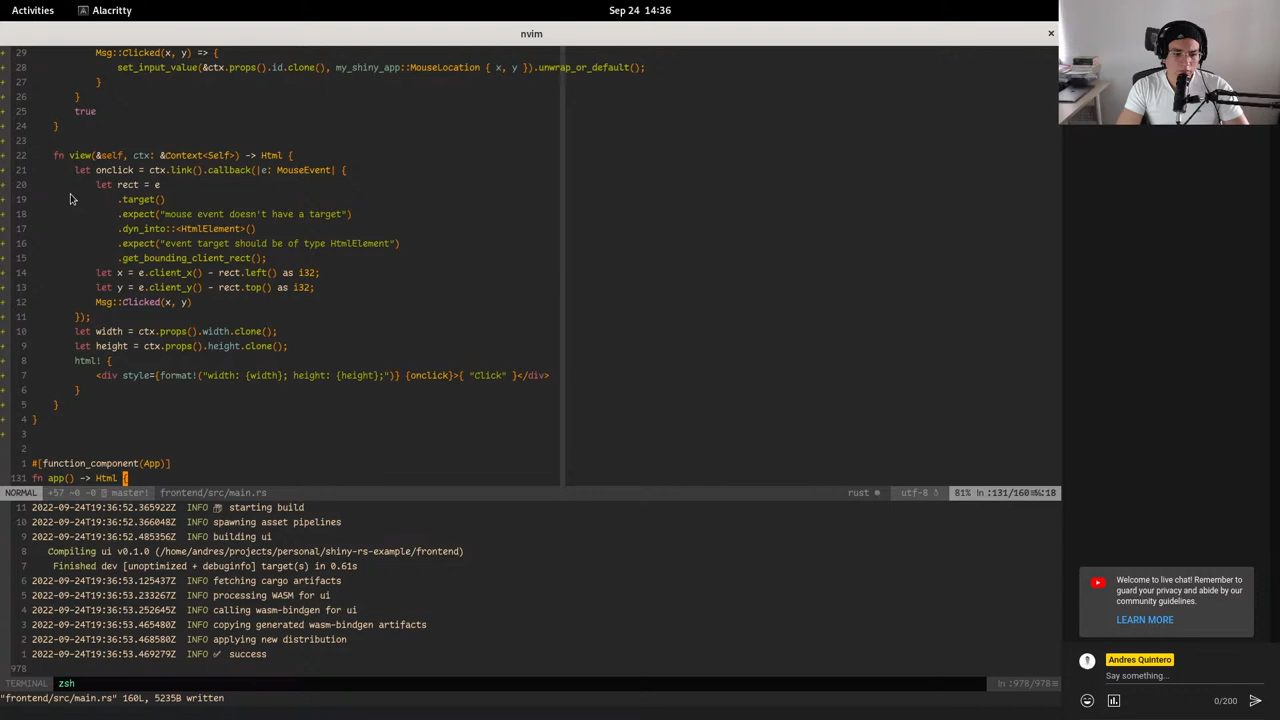 Activities
Alacritty
Sep 24 14:36
nvim
×
+ 29 Msg::Clicked(x, y) => {
+ 28 set_input_value(&ctx.props().id.clone(), my_shiny_app::MouseLocation { x, y }).unwrap_or_default();
+ 27 }
+ 26 }
+ 25 true
+ 24 }
+ 23
+ 22 fn view(&self, ctx: &Context<Self>) -> Html {
+ 21 let onclick = ctx.link().callback(|e: MouseEvent| {
+ 20 let rect = e
+ 19 .target()
+ 18 .expect("mouse event doesn't have a target")
+ 17 .dyn_into::<HtmlElement>()
+ 16 .expect("event target should be of type HtmlElement")
+ 15 .get_bounding_client_rect();
+ 14 let x = e.client_x() - rect.left() as i32;
+ 13 let y = e.client_y() - rect.top() as i32;
+ 12 Msg::Clicked(x, y)
+ 11 });
+ 10 let width = ctx.props().width.clone();
+ 9 let height = ctx.props().height.clone();
+ 8 html! {
+ 7 <div style={format!("width: {width}; height: {height};")} {onclick}>{ "Click" }</div>
+ 6 }
+ 5 }
+ 4 }
+ 3
2
1 #[function_component(App)]
131 fn app() -> Html {
NORMAL +57 ~0 -0 master! frontend/src/main.rs rust utf-8 81% ln :131/160
11 2022-09-24T19:36:52.365922Z INFO starting build
10 2022-09-24T19:36:52.366048Z INFO spawning asset pipelines
9 2022-09-24T19:36:52.485356Z INFO building ui
8 Compiling ui v0.1.0 (/home/andres/projects/personal/shiny-rs-example/frontend)
7 Finished dev [unoptimized + debuginfo] target(s) in 0.61s
6 2022-09-24T19:36:53.125437Z INFO fetching cargo artifacts
5 2022-09-24T19:36:53.233267Z INFO processing WASM for ui
4 2022-09-24T19:36:53.252645Z INFO calling wasm-bindgen for ui
3 2022-09-24T19:36:53.465480Z INFO copying generated wasm-bindgen artifacts
2 2022-09-24T19:36:53.468580Z INFO applying new distribution
1 2022-09-24T19:36:53.469279Z INFO ✓ success
978
TERMINAL zsh ln :978/978
"frontend/src/main.rs" 160L, 5235B written
Welcome to live chat! Remember to
guard your privacy and abide by our
community guidelines.
LEARN MORE
Andres Quintero
Say something...
0/200